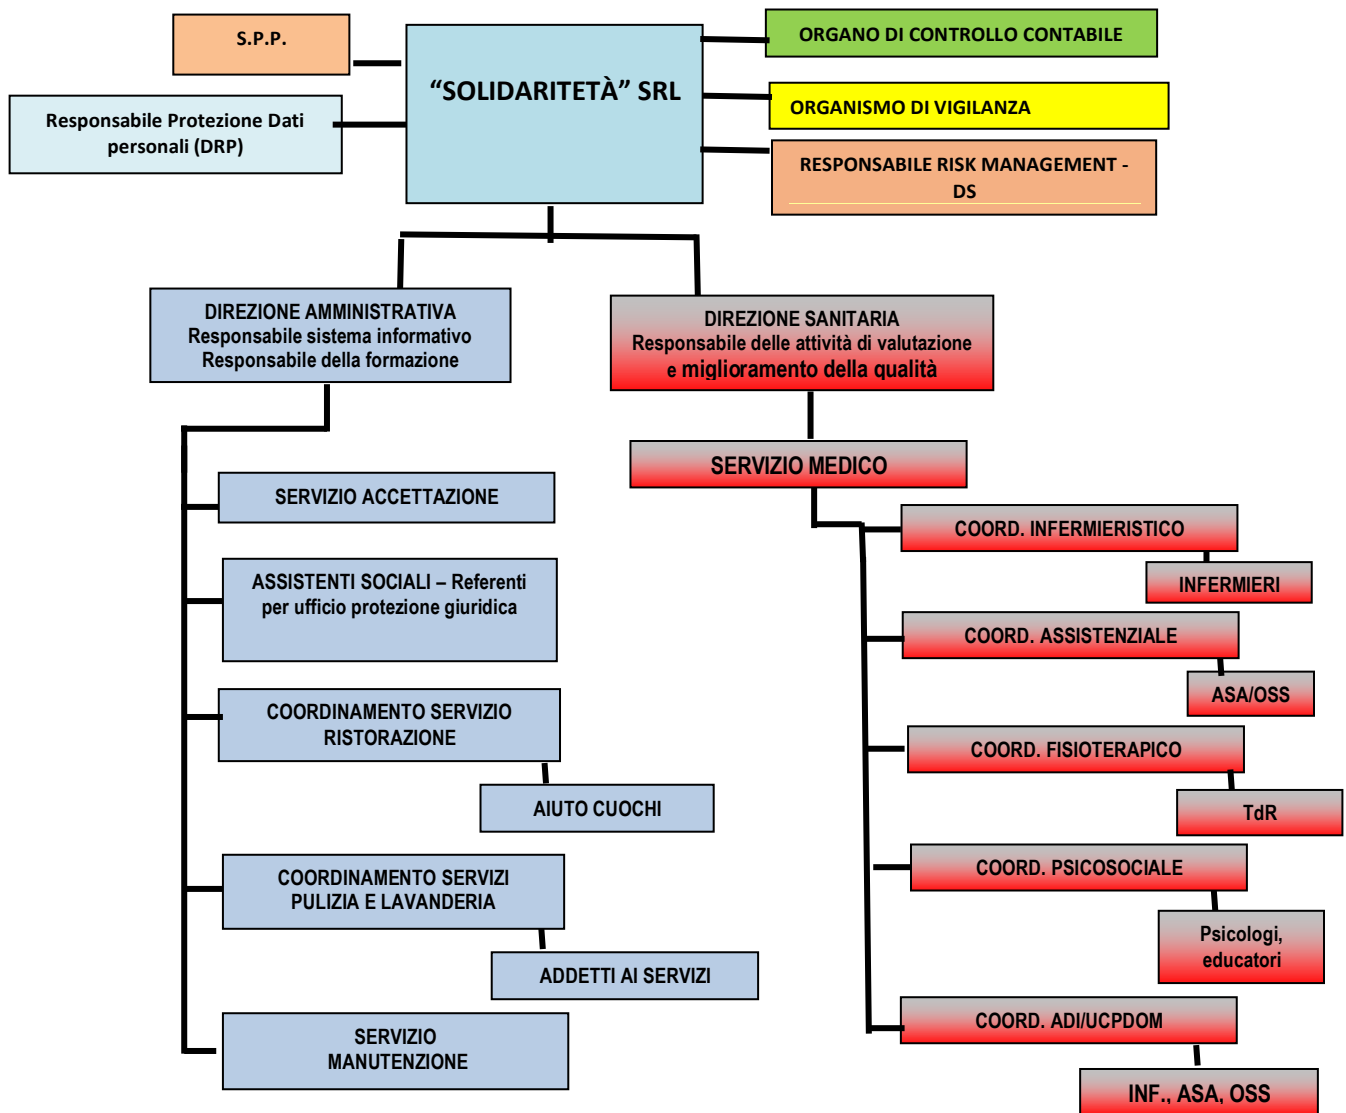 S.P.P.
ORGANO DI CONTROLLO CONTABILE
“SOLIDARITETÀ” SRL
ORGANISMO DI VIGILANZA
Responsabile Protezione Dati
personali (DRP)
RESPONSABILE RISK MANAGEMENT -
DS
DIREZIONE AMMINISTRATIVA
Responsabile sistema informativo
Responsabile della formazione
DIREZIONE SANITARIA
Responsabile delle attività di valutazione
e miglioramento della qualità
SERVIZIO MEDICO
SERVIZIO ACCETTAZIONE
ASSISTENTI SOCIALI – Referenti
per ufficio protezione giuridica
COORDINAMENTO SERVIZIO
RISTORAZIONE
AIUTO CUOCHI
COORDINAMENTO SERVIZI
PULIZIA E LAVANDERIA
ADDETTI AI SERVIZI
SERVIZIO
MANUTENZIONE
COORD. INFERMIERISTICO
INFERMIERI
COORD. ASSISTENZIALE
ASA/OSS
COORD. FISIOTERAPICO
TdR
COORD. PSICOSOCIALE
Psicologi,
educatori
COORD. ADI/UCPDOM
INF., ASA, OSS